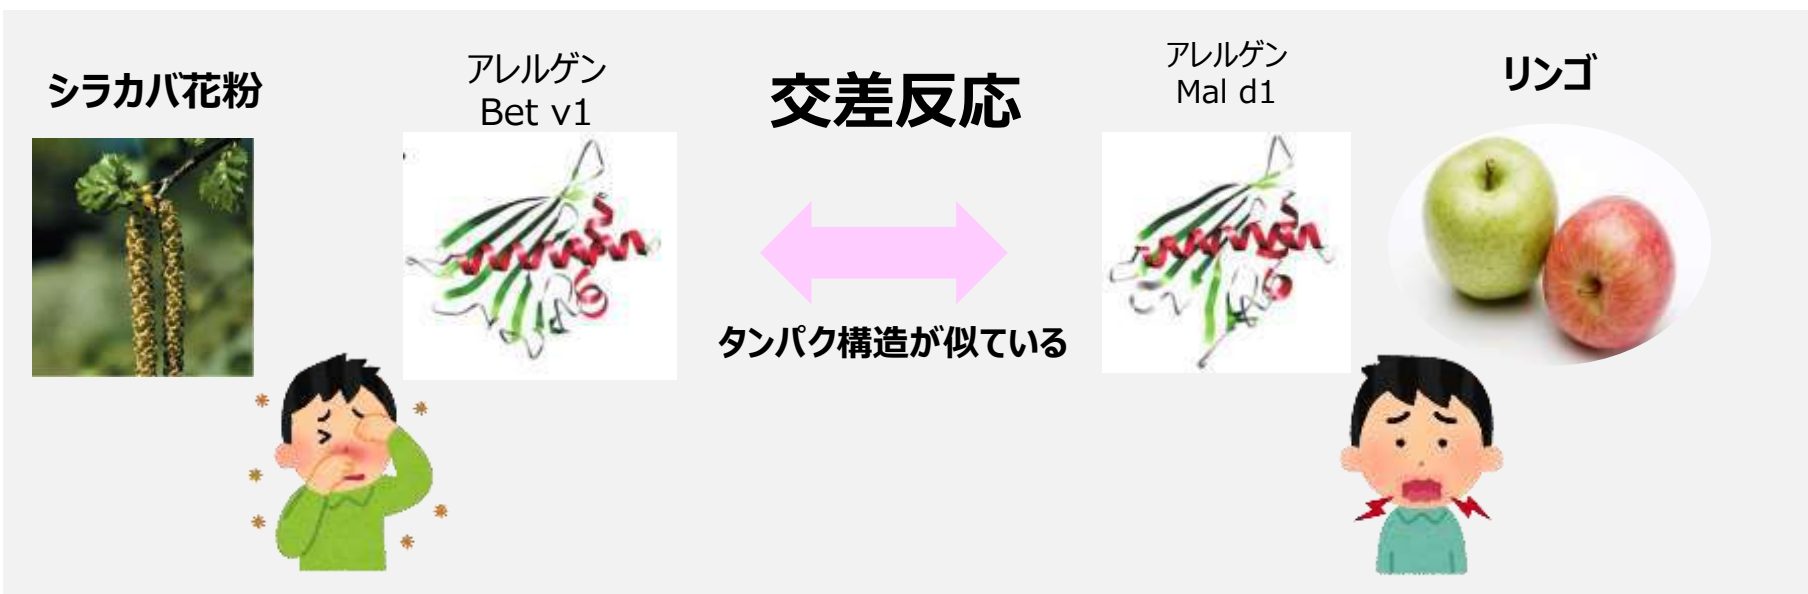 シラカバ花粉
アレルゲン
Bet v1
交差反応
タンパク構造が似ている
アレルゲン
Mal d1
リンゴ